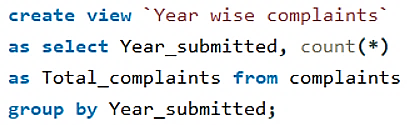 create view `Year wise complaints`
as select Year_submitted, count(*)
as Total_complaints from complaints
group by Year_submitted;